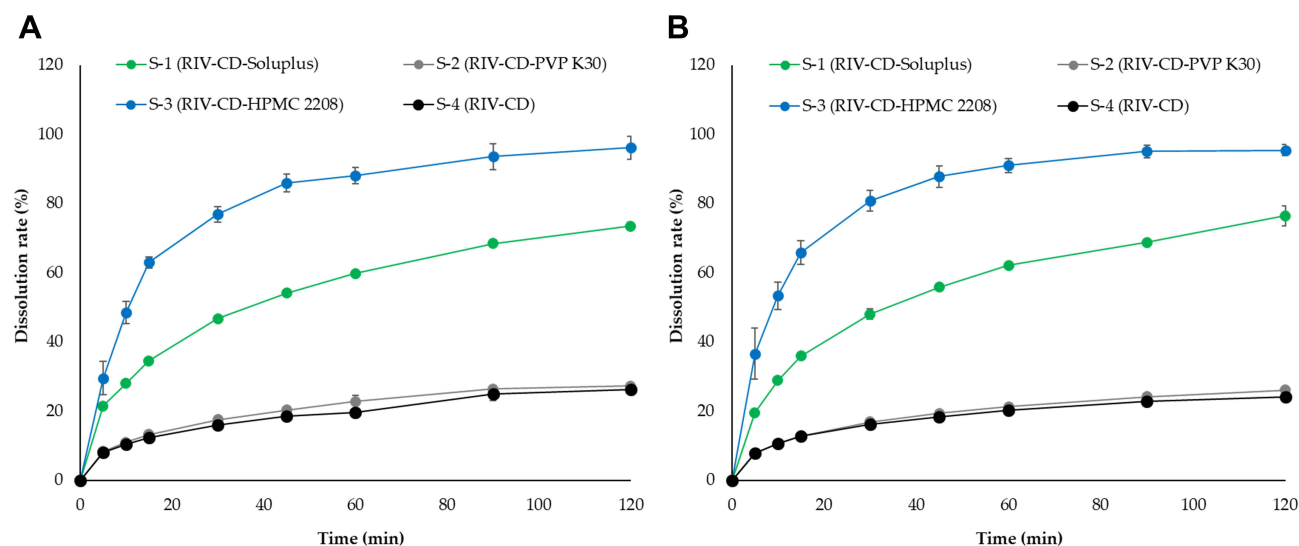 A
S-1 (RIV-CD-Soluplus) S-2 (RIV-CD-PVP K30)
S-3 (RIV-CD-HPMC 2208) S-4 (RIV-CD)
120
100
80
60
40
20
0
Dissolution rate (%)
0 20 40 60 80 100 120
Time (min)
B
S-1 (RIV-CD-Soluplus) S-2 (RIV-CD-PVP K30)
S-3 (RIV-CD-HPMC 2208) S-4 (RIV-CD)
120
100
80
60
40
20
0
Dissolution rate (%)
0 20 40 60 80 100 120
Time (min)